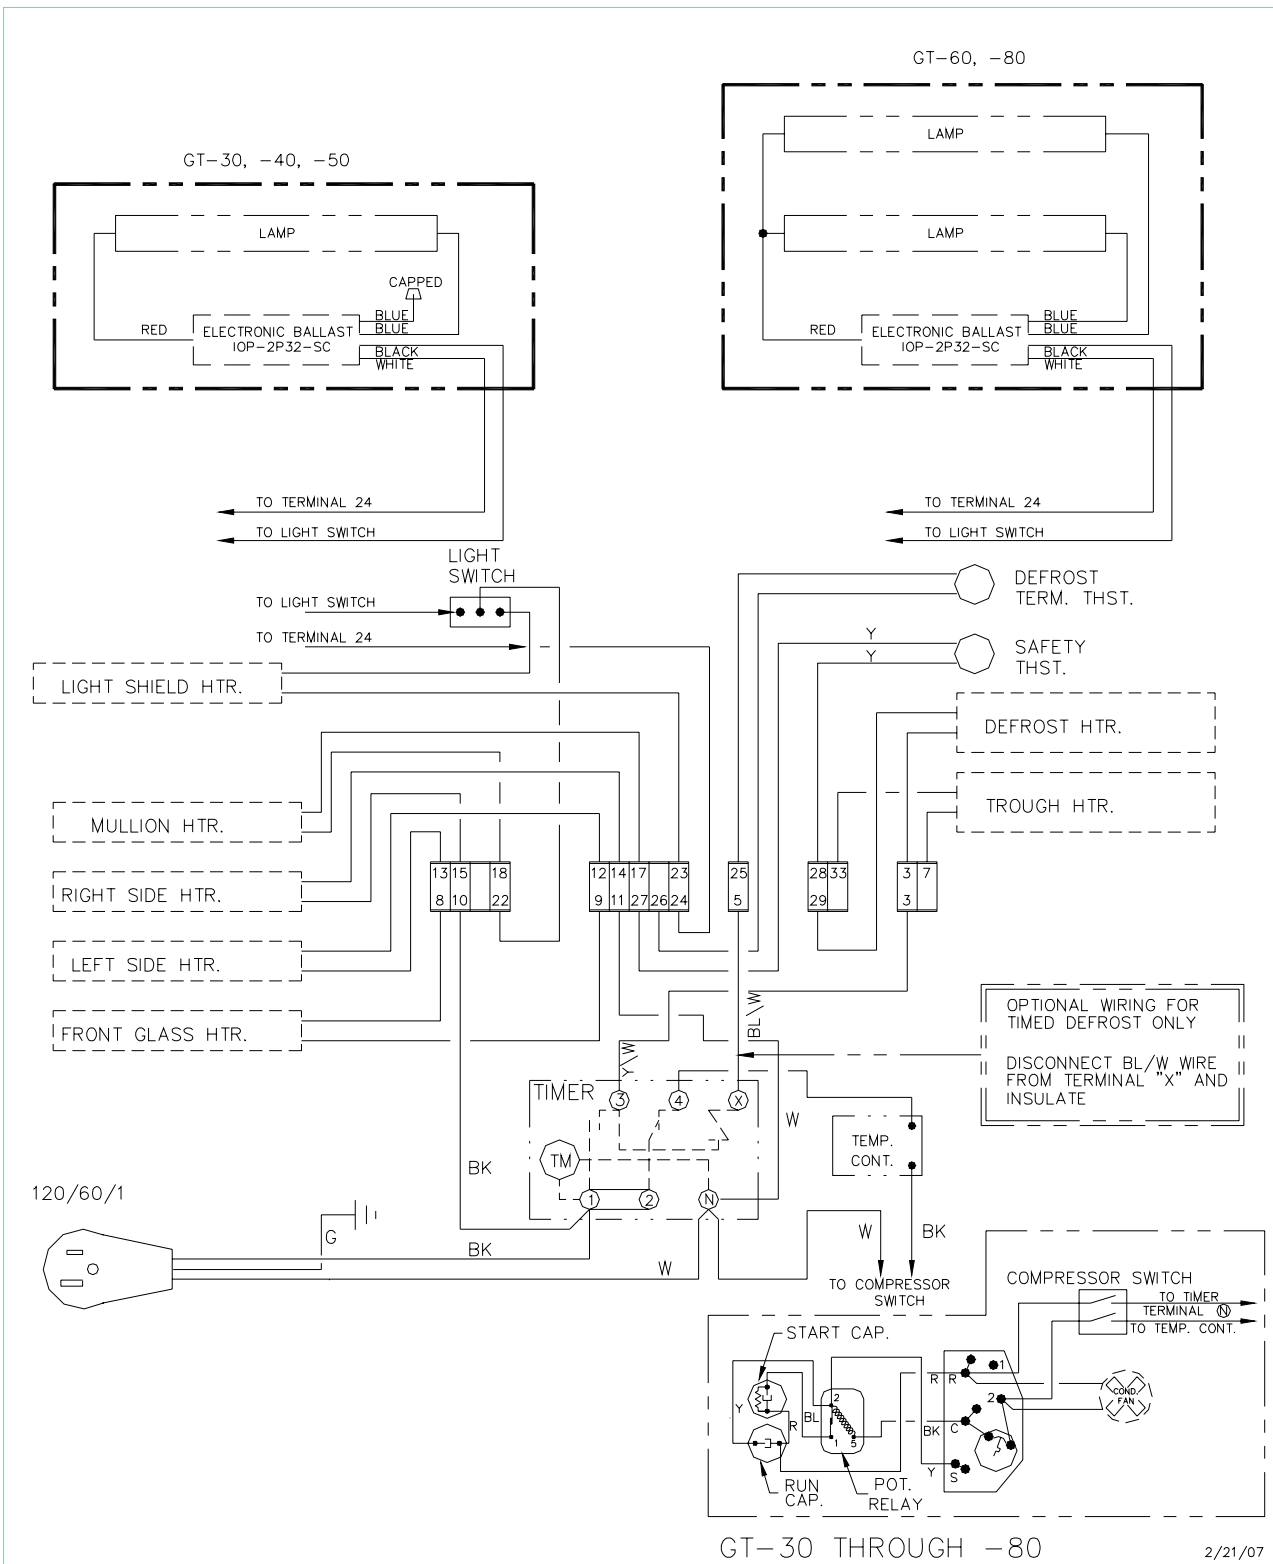 GT-60, -80
LAMP
GT-30, -40, -50
LAMP
LAMP
CAPPED
BLUE
BLUE
RED
ELECTRONIC BALLAST
IOP-2P32-SC
BLACK
WHITE
BLUE
BLUE
RED
ELECTRONIC BALLAST
IOP-2P32-SC
BLACK
WHITE
TO TERMINAL 24
TO LIGHT SWITCH
TO TERMINAL 24
TO LIGHT SWITCH
LIGHT
SWITCH
DEFROST
TERM. THST.
TO LIGHT SWITCH
TO TERMINAL 24
Y
Y
SAFETY
THST.
LIGHT SHIELD HTR.
DEFROST HTR.
TROUGH HTR.
MULLION HTR.
RIGHT SIDE HTR.
LEFT SIDE HTR.
FRONT GLASS HTR.
13 15 18
8 10 22
12 14 17 23
9 11 27 26 24
25
5
28 33
29
3 7
3
BL\W
OPTIONAL WIRING FOR
TIMED DEFROST ONLY
DISCONNECT BL/W WIRE
FROM TERMINAL "X" AND
INSULATE
Y\W
TIMER
3 4 X
W
TEMP.
CONT.
TM
BK
1 2 N
120/60/1
G
BK
W
W
BK
TO COMPRESSOR
SWITCH
COMPRESSOR SWITCH
TO TIMER
TERMINAL N
TO TEMP. CONT.
START CAP.
R R
1
2
COND.
FAN
2
Y
R
BL
1 5
BK
C
Y
S
RUN
CAP.
POT.
RELAY
GT-30 THROUGH -80
2/21/07